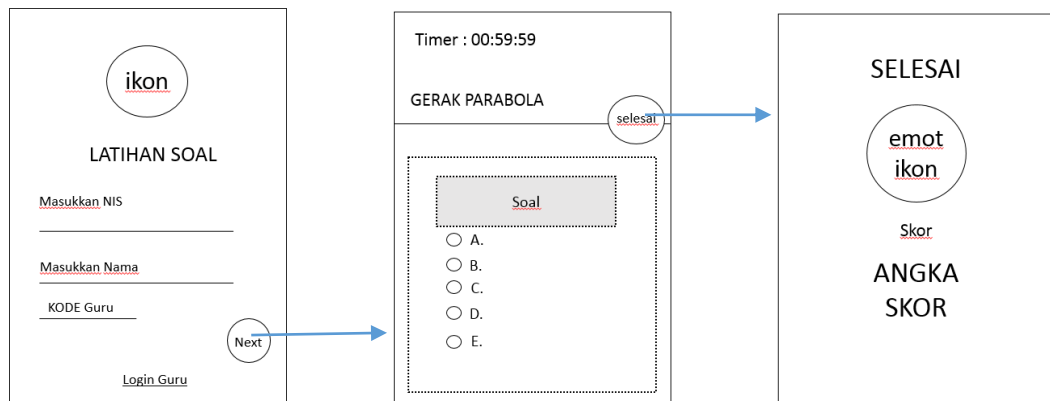 ikon
LATIHAN SOAL
Masukkan NIS
Masukkan Nama
KODE Guru
Next
Login Guru
Timer : 00:59:59
GERAK PARABOLA
selesai
Soal
A.
B.
C.
D.
E.
SELESAI
emot
ikon
Skor
ANGKA
SKOR